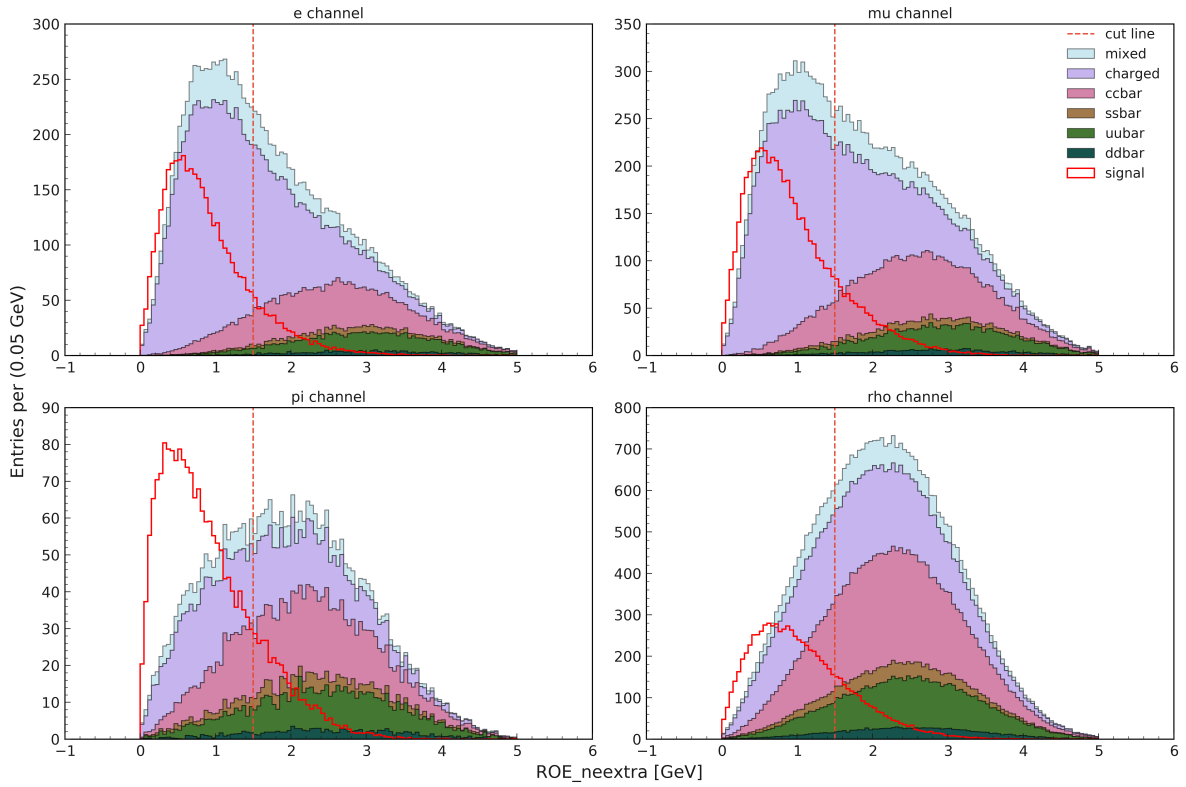 e channel
300
250
200
150
100
50
0
−1 0 1 2 3 4 5 6
mu channel
350
300
250
200
150
100
50
0
−1 0 1 2 3 4 5 6
cut line
mixed
charged
ccbar
ssbar
uubar
ddbar
signal
Entries per (0.05 GeV)
pi channel
90
80
70
60
50
40
30
20
10
0
−1 0 1 2 3 4 5 6
rho channel
800
700
600
500
400
300
200
100
0
−1 0 1 2 3 4 5 6
ROE_neextra [GeV]